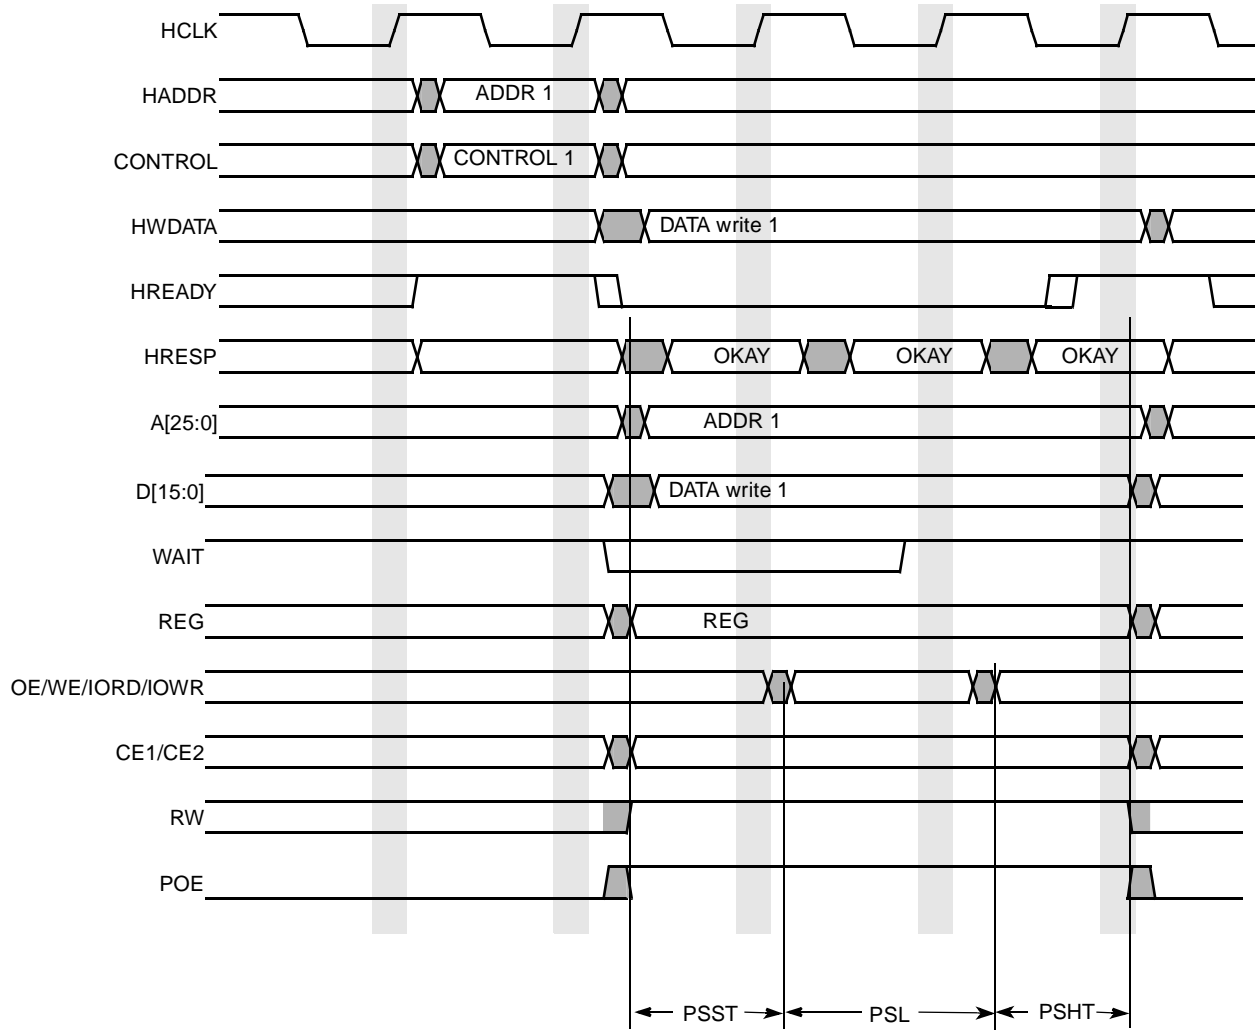 HCLK
HADDR ADDR 1
CONTROL CONTROL 1
HWDATA DATA write 1
HREADY
HRESP OKAY OKAY OKAY
A[25:0] ADDR 1
D[15:0] DATA write 1
WAIT
REG REG
OE/WE/IORD/IOWR
CE1/CE2
RW
POE
PSST PSL PSHT